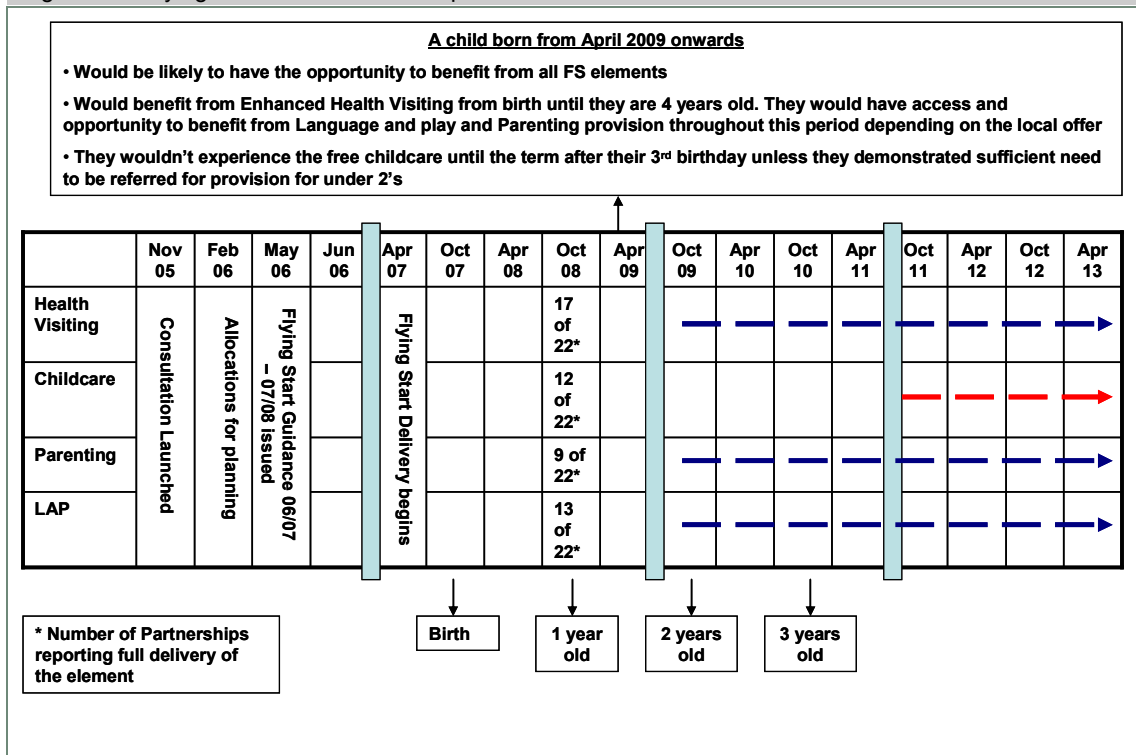 A child born from April 2009 onwards
• Would be likely to have the opportunity to benefit from all FS elements
• Would benefit from Enhanced Health Visiting from birth until they are 4 years old. They would have access and
opportunity to benefit from Language and play and Parenting provision throughout this period depending on the local offer
• They wouldn't experience the free childcare until the term after their 3rd birthday unless they demonstrated sufficient need
to be referred for provision for under 2's
Nov 05
Feb 06
May 06
Jun 06
Apr 07
Oct 07
Apr 08
Oct 08
Apr 09
Oct 09
Apr 10
Oct 10
Apr 11
Oct 11
Apr 12
Oct 12
Apr 13
Health
Visiting
Childcare
Parenting
LAP
Consultation Launched
Allocations for planning
Flying Start Guidance 06/07
– 07/08 issued
Flying Start Delivery begins
17
of
22*
12
of
22*
9 of
22*
13
of
22*
Birth
1 year
old
2 years
old
3 years
old
* Number of Partnerships
reporting full delivery of
the element